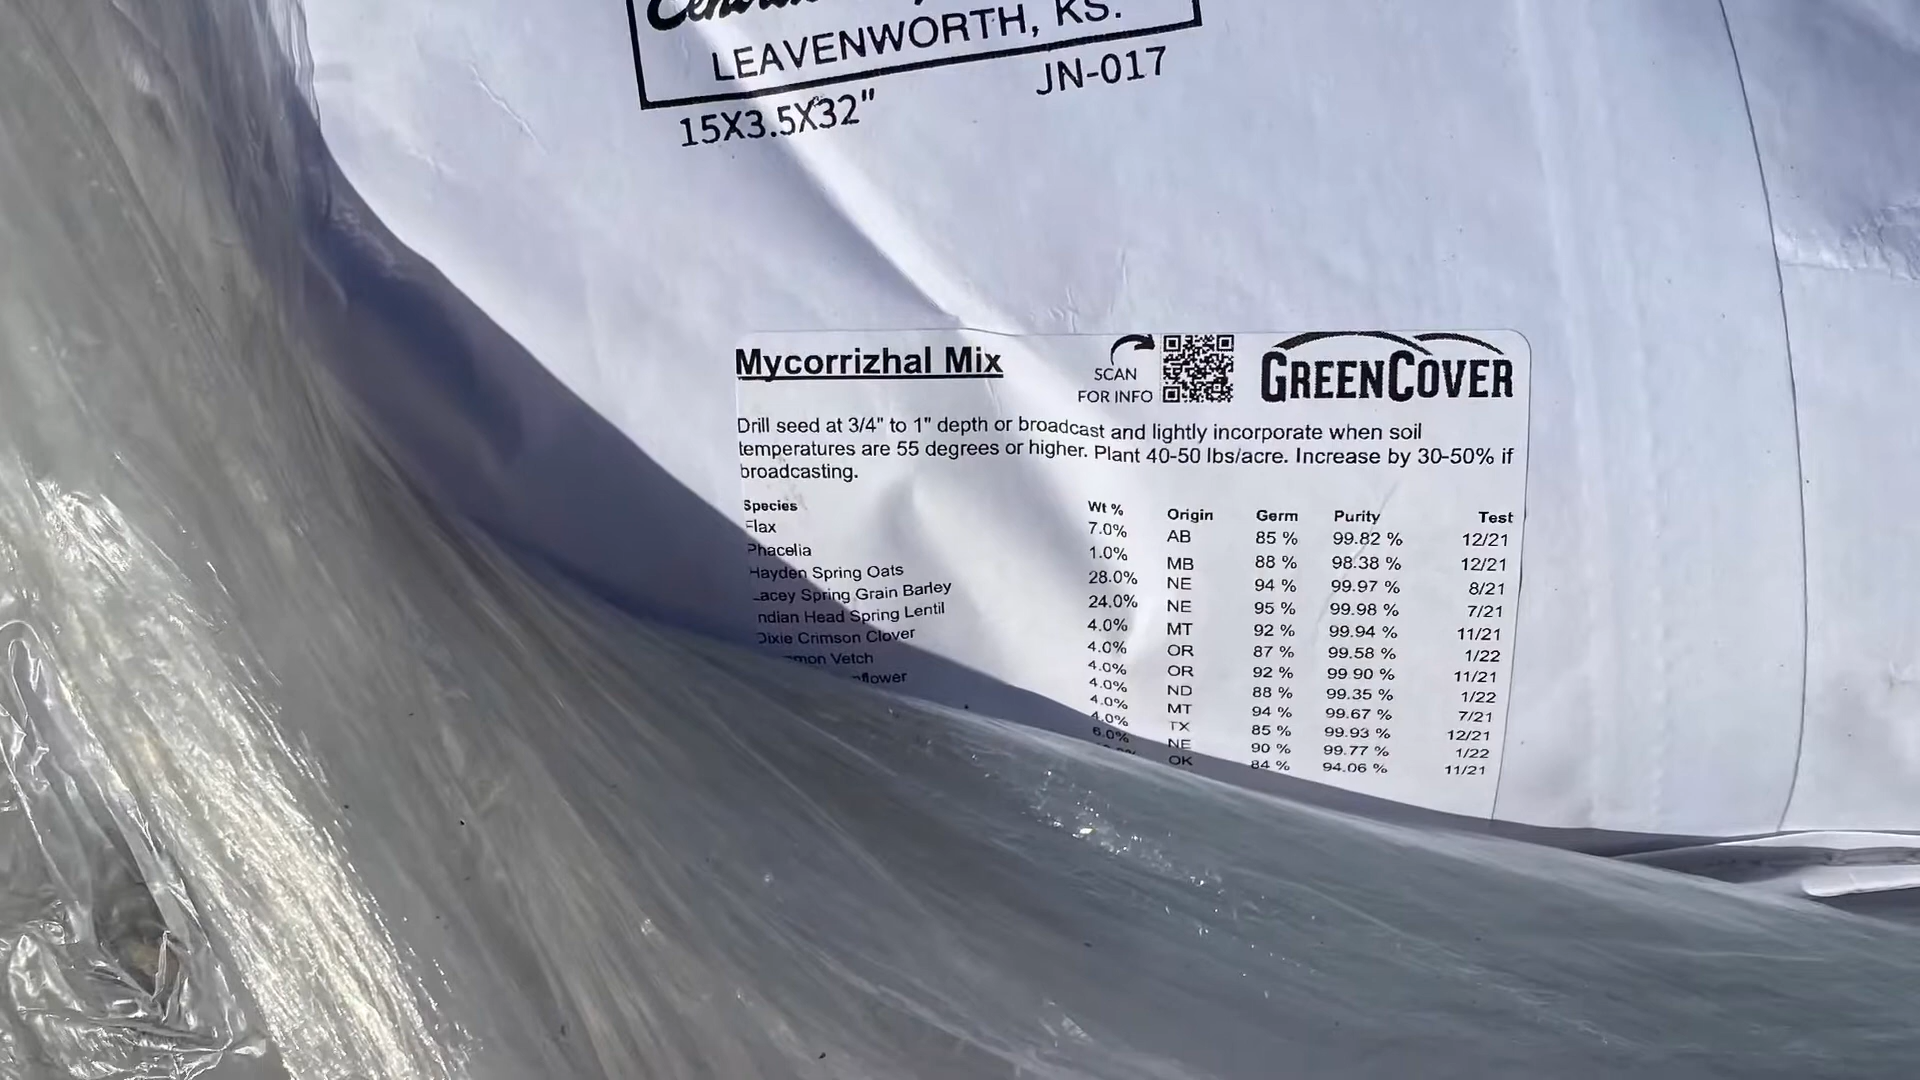 LEAVENWORTH, KS.
15X3.5X32" JN-017
Mycorrizhal Mix
SCAN
FOR INFO
GREENCOVER
Drill seed at 3/4" to 1" depth or broadcast and lightly incorporate when soil
temperatures are 55 degrees or higher. Plant 40-50 lbs/acre. Increase by 30-50% if
broadcasting.
Species Wt % Origin Germ Purity Test
Flax 7.0% AB 85 % 99.82 % 12/21
Phacelia 1.0% MB 88 % 98.38 % 12/21
Hayden Spring Oats 28.0% NE 94 % 99.97 % 8/21
Lacey Spring Grain Barley 24.0% NE 95 % 99.98 % 7/21
Indian Head Spring Lentil 4.0% MT 92 % 99.94 % 11/21
Dixie Crimson Clover 4.0% OR 87 % 99.58 % 1/22
Vetch 4.0% OR 92 % 99.90 % 11/21
4.0% ND 88 % 99.35 % 1/22
4.0% MT 94 % 99.67 % 7/21
4.0% TX 85 % 99.93 % 12/21
6.0% NE 90 % 99.77 % 1/22
OK 84 % 94.06 % 11/21